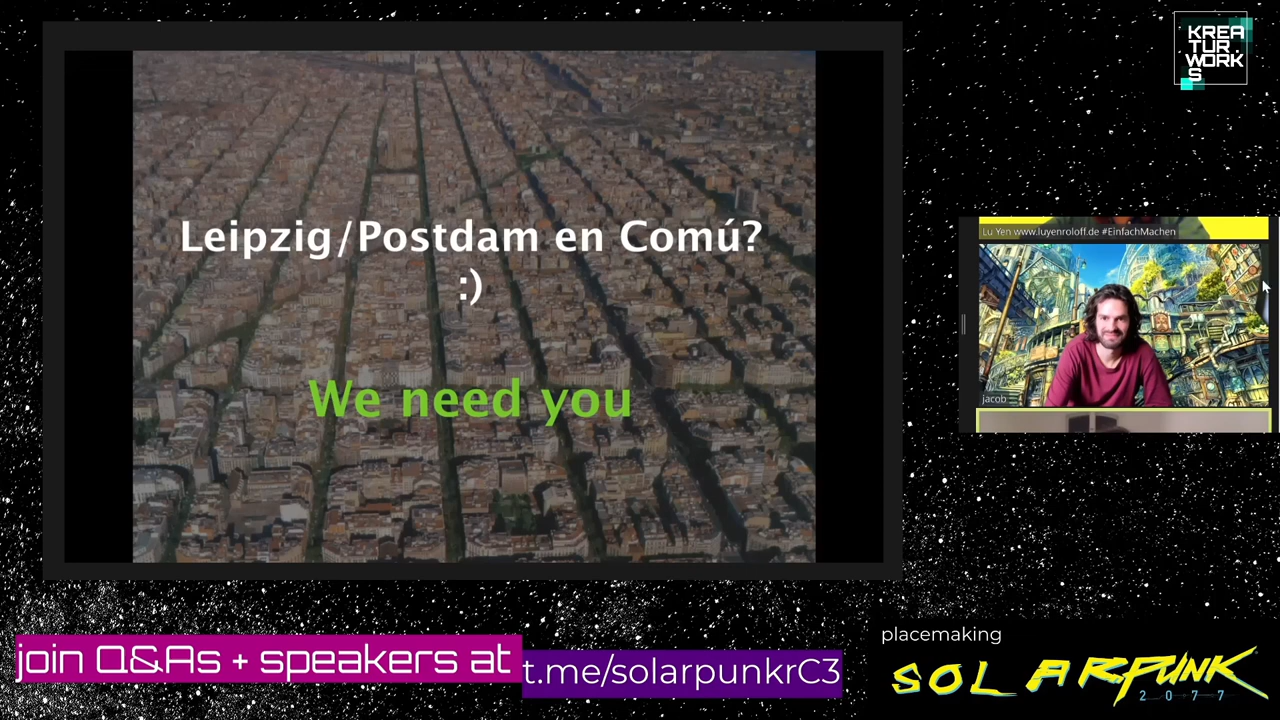 KREA
TUR
WORK
S
Leipzig/Postdam en Comú?
:)
We need you
Lu Yen www.luyenroloff.de #EinfachMachen
jacob
join Q&As + speakers at
t.me/solarpunkrC3
placemaking
SOLARPUNK
2077